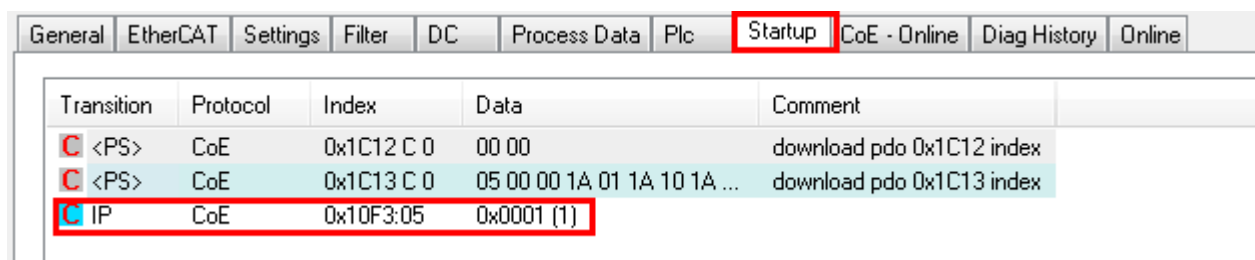 General EtherCAT Settings Filter DC Process Data Plc Startup CoE - Online Diag History Online
Transition Protocol Index Data Comment
C <PS> CoE 0x1C12 C 0 00 00 download pdo 0x1C12 index
C <PS> CoE 0x1C13 C 0 05 00 00 1A 01 1A 10 1A ... download pdo 0x1C13 index
C IP CoE 0x10F3:05 0x0001 (1)